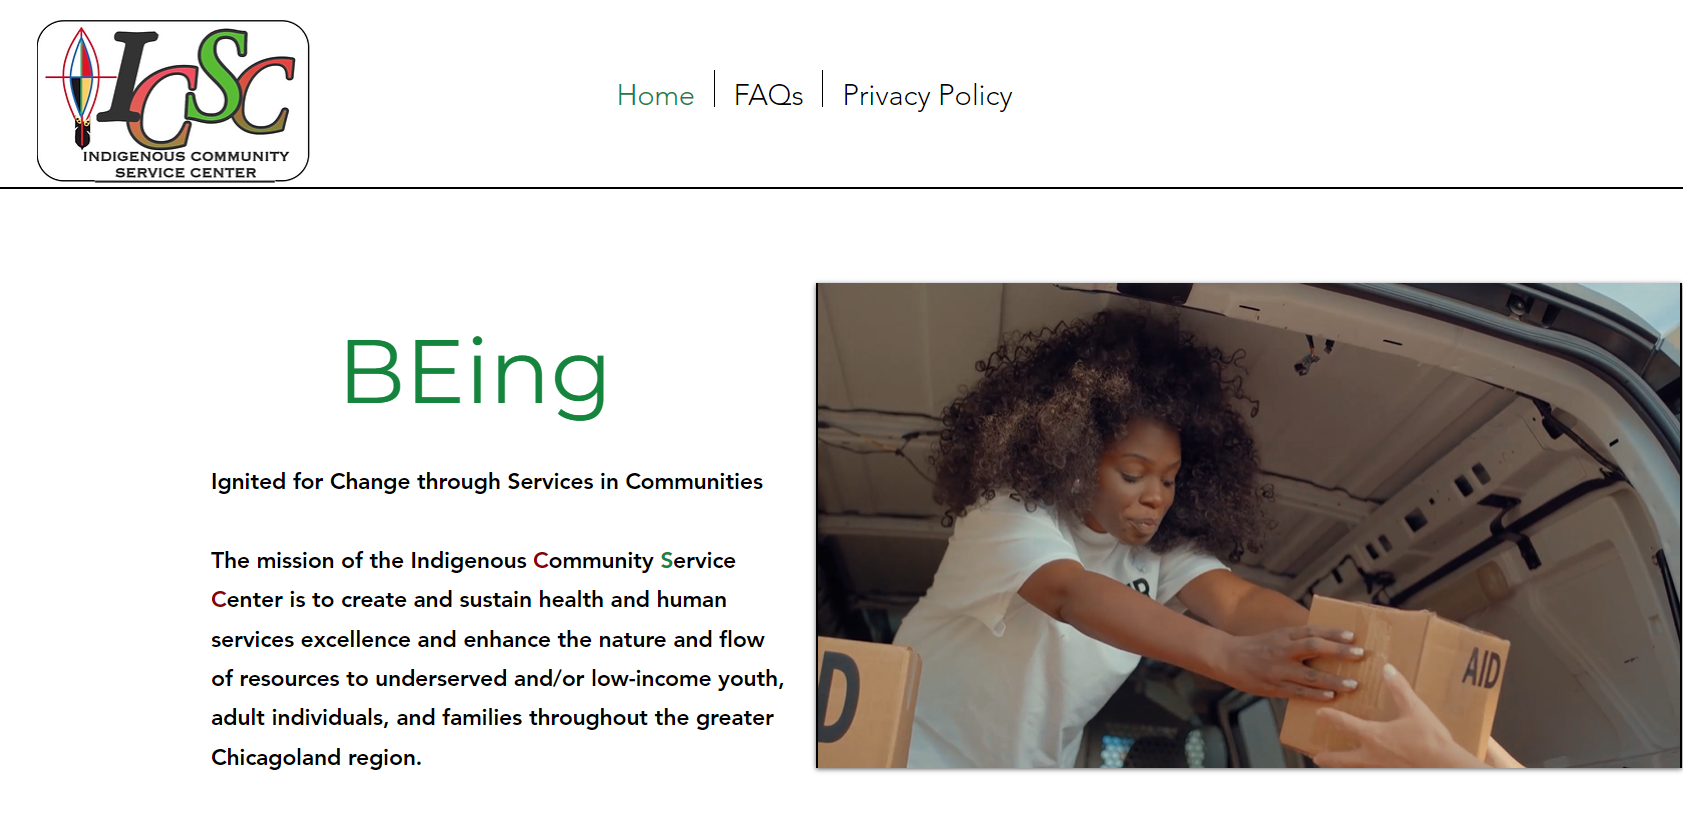 ICSC
INDIGENOUS COMMUNITY
SERVICE CENTER
Home
FAQs
Privacy Policy
BEing
Ignited for Change through Services in Communities
The mission of the Indigenous Community Service
Center is to create and sustain health and human
services excellence and enhance the nature and flow
of resources to underserved and/or low-income youth,
adult individuals, and families throughout the greater
Chicagoland region.
AID
D